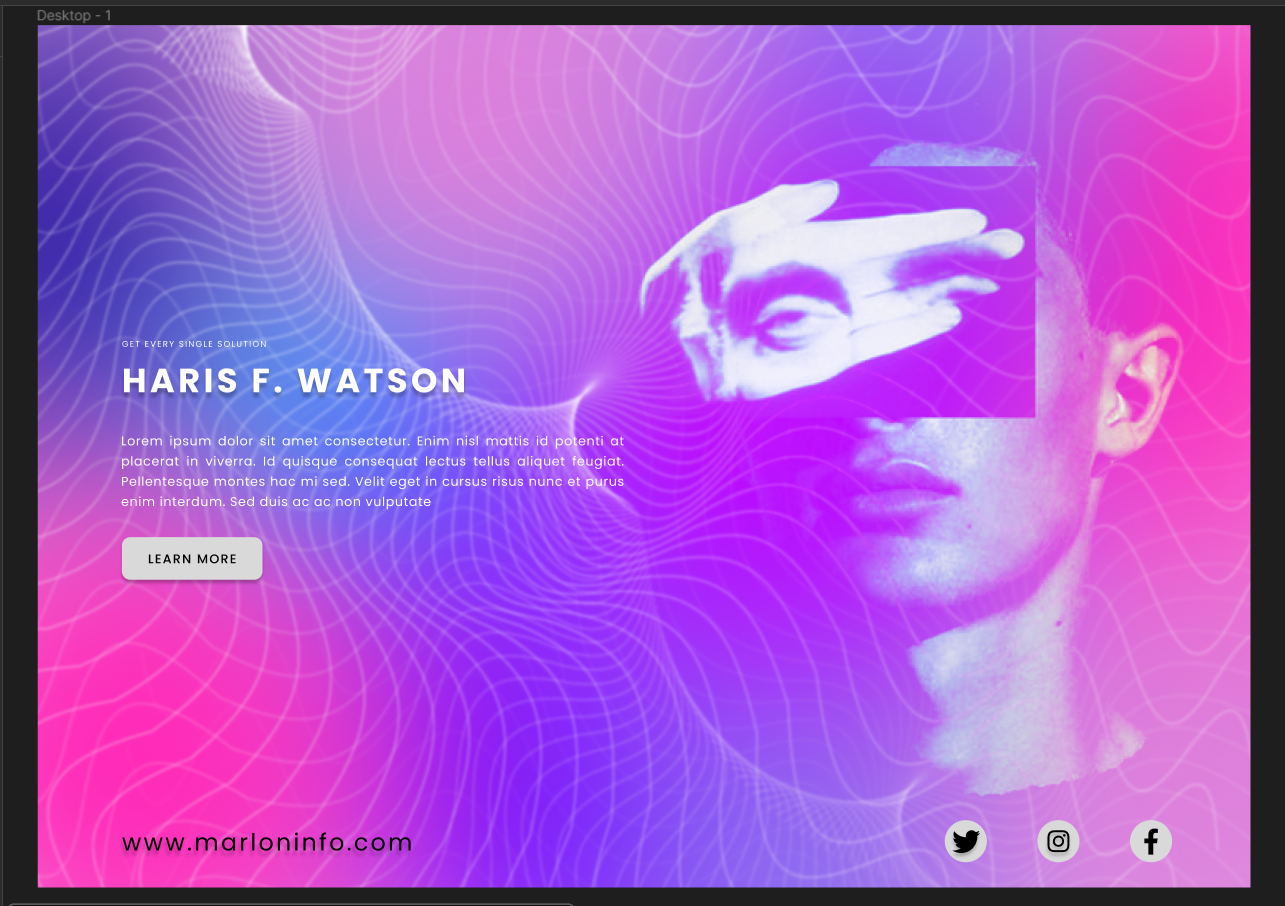 Desktop - 1
GET EVERY SINGLE SOLUTION
HARIS F. WATSON
Lorem ipsum dolor sit amet consectetur. Enim nisl mattis id potenti at
placerat in viverra. Id quisque consequat lectus tellus aliquet feugiat.
Pellentesque montes hac mi sed. Velit eget in cursus risus nunc et purus
enim interdum. Sed duis ac ac non vulputate
LEARN MORE
www.marloninfo.com